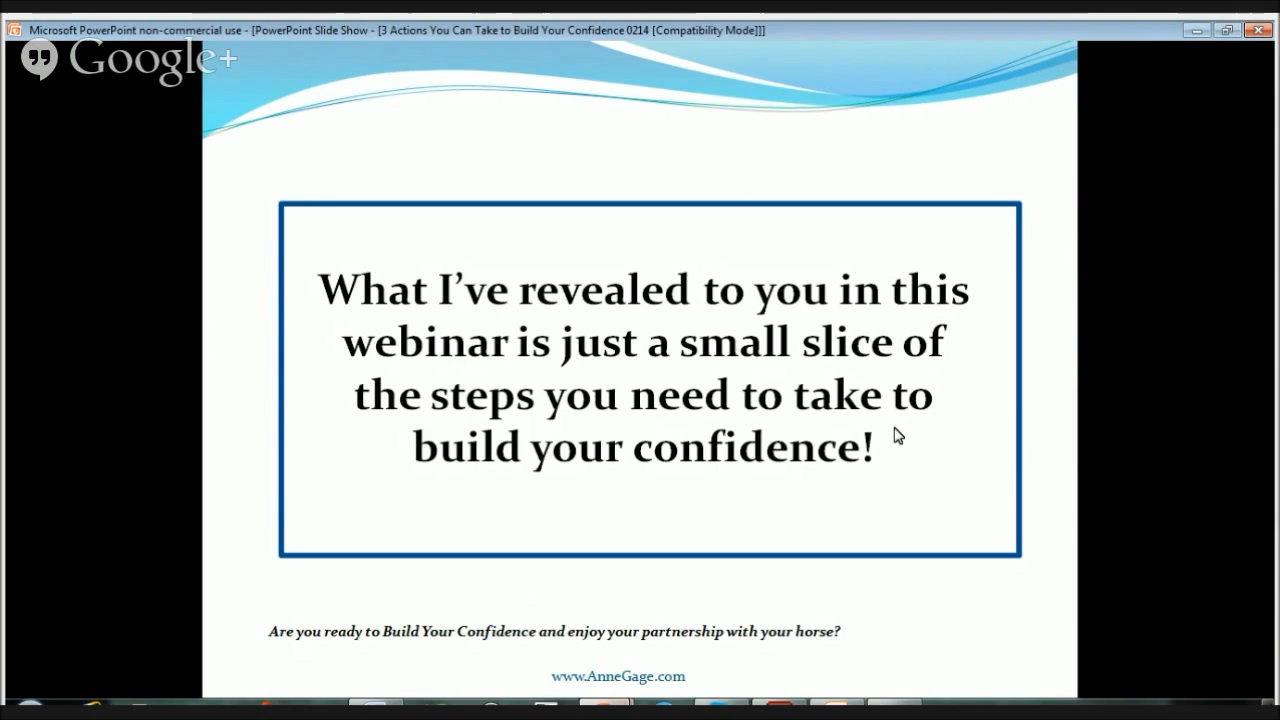 Microsoft PowerPoint non-commercial use - [PowerPoint Slide Show - [3 Actions You Can Take to Build Your Confidence 0214 [Compatibility Mode]]]
Google+
What I've revealed to you in this
webinar is just a small slice of
the steps you need to take to
build your confidence!
Are you ready to Build Your Confidence and enjoy your partnership with your horse?
www.AnneGage.com